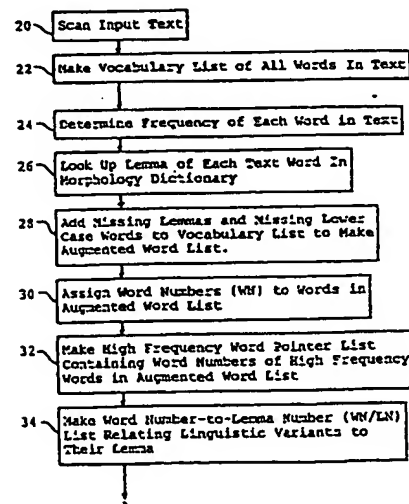 20 Scan Input Text
22 Make Vocabulary List of All Words In Text
24 Determine Frequency of Each Word in Text
26 Look Up Lemma of Each Text Word In
Morphology Dictionary
28 Add Missing Lemmas and Missing Lower
Case Words to Vocabulary List to Make
Augmented Word List.
30 Assign Word Numbers (WN) to Words in
Augmented Word List
32 Make High Frequency Word Pointer List
Containing Word Numbers of High Frequency
Words in Augmented Word List
34 Make Word Number-to-Lemma Number (WN/LN)
List Relating Linguistic Variants to
Their Lemma